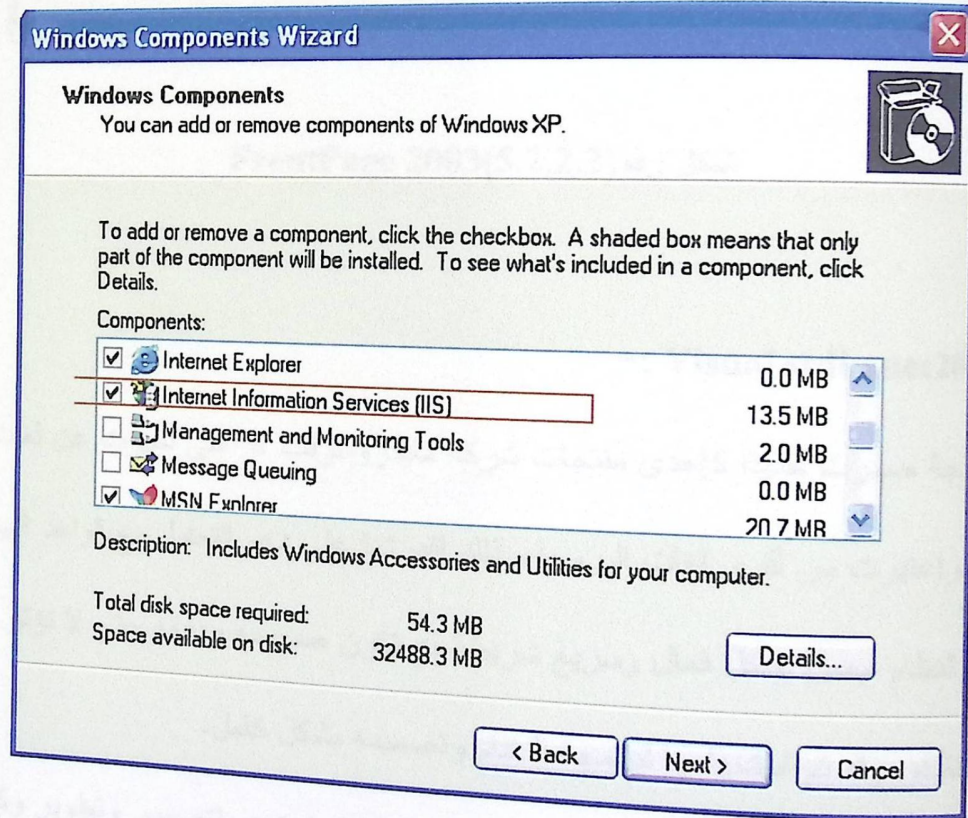 Windows Components Wizard
Windows Components
You can add or remove components of Windows XP.
To add or remove a component, click the checkbox. A shaded box means that only
part of the component will be installed. To see what's included in a component, click
Details.
Components:
Internet Explorer 0.0 MB
Internet Information Services (IIS) 13.5 MB
Management and Monitoring Tools 2.0 MB
Message Queuing 0.0 MB
MSN Explorer 20.7 MB
Description: Includes Windows Accessories and Utilities for your computer.
Total disk space required: 54.3 MB
Space available on disk: 32488.3 MB
Details...
< Back
Next >
Cancel